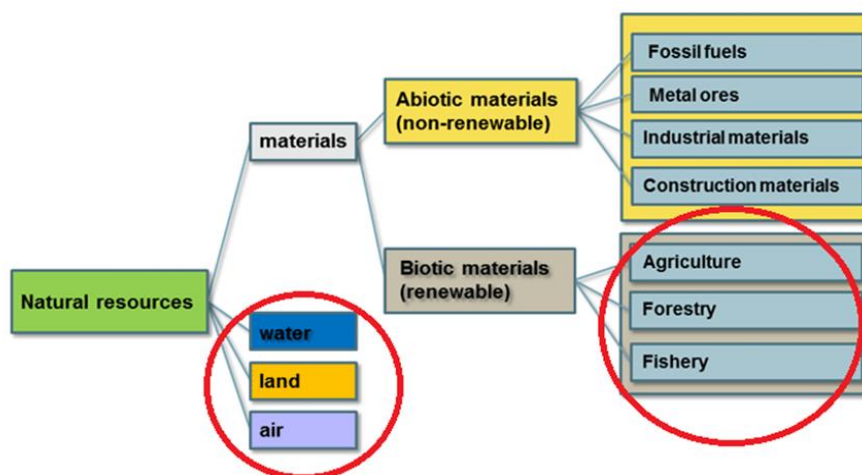 Natural resources
materials
water
land
air
Abiotic materials
(non-renewable)
Biotic materials
(renewable)
Fossil fuels
Metal ores
Industrial materials
Construction materials
Agriculture
Forestry
Fishery